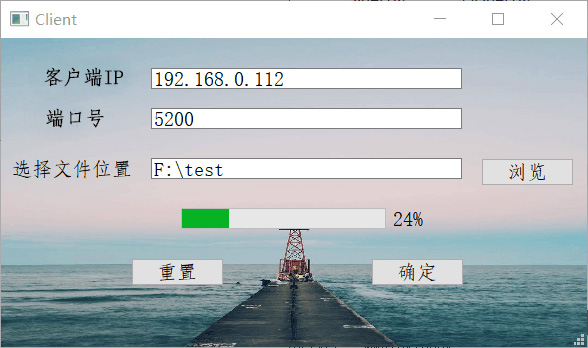 Client
客户端IP 192.168.0.112
端口号 5200
选择文件位置 F:\test 浏览
24%
重置 确定